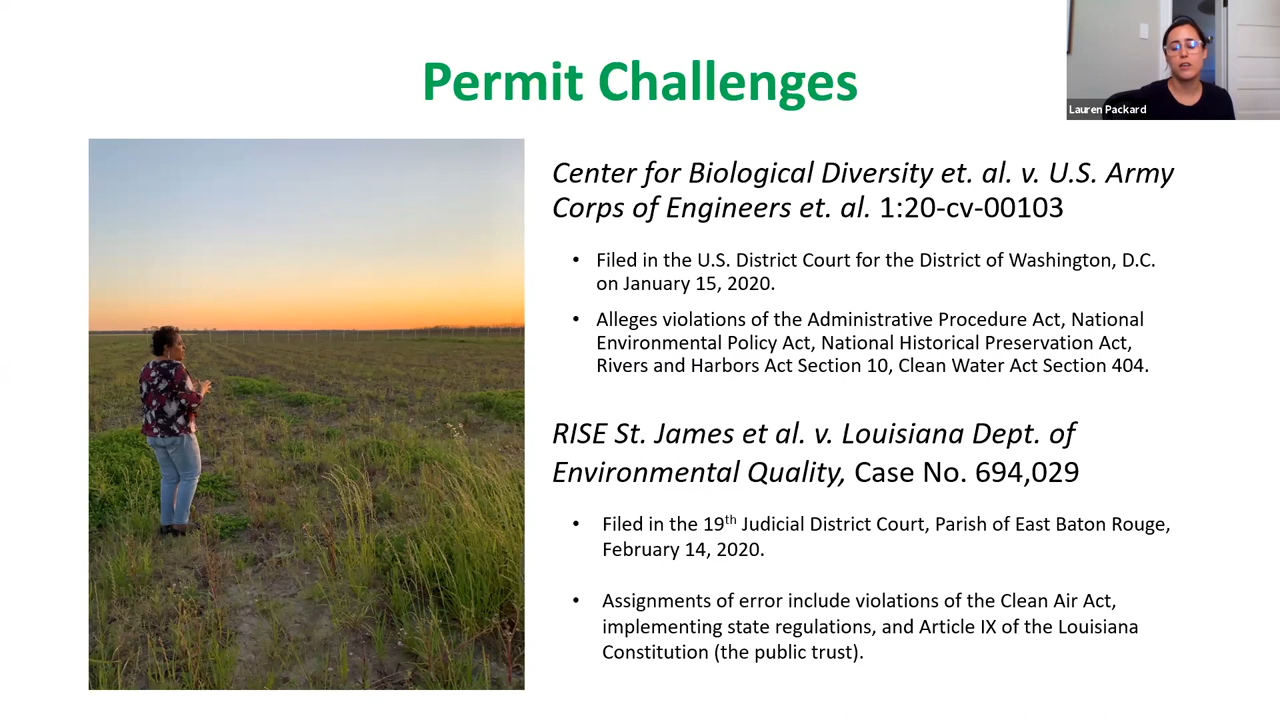 Permit Challenges
Lauren Packard
Center for Biological Diversity et. al. v. U.S. Army
Corps of Engineers et. al. 1:20-cv-00103
• Filed in the U.S. District Court for the District of Washington, D.C.
on January 15, 2020.
• Alleges violations of the Administrative Procedure Act, National
Environmental Policy Act, National Historical Preservation Act,
Rivers and Harbors Act Section 10, Clean Water Act Section 404.
RISE St. James et al. v. Louisiana Dept. of
Environmental Quality, Case No. 694,029
• Filed in the 19th Judicial District Court, Parish of East Baton Rouge,
February 14, 2020.
• Assignments of error include violations of the Clean Air Act,
implementing state regulations, and Article IX of the Louisiana
Constitution (the public trust).